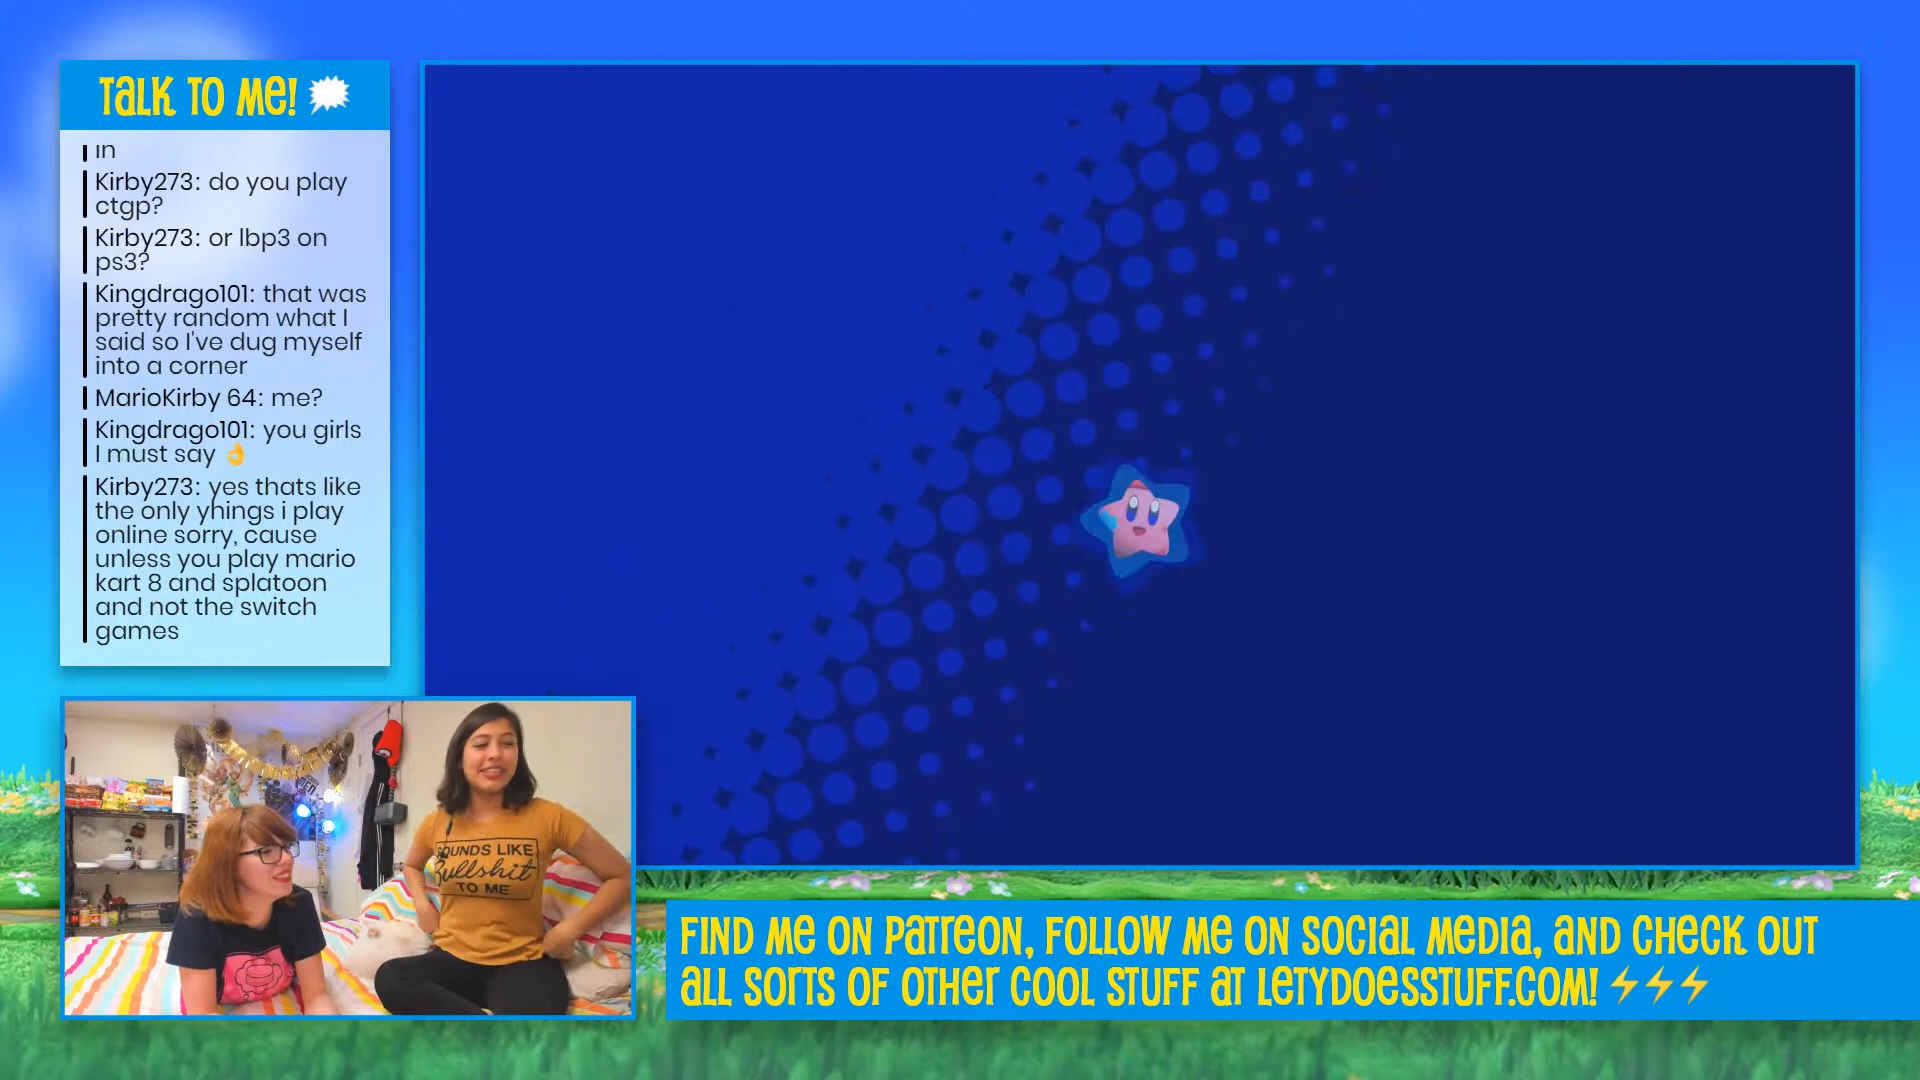 Talk to me!
in
Kirby273: do you play
ctgp?
Kirby273: or lbp3 on
ps3?
Kingdrago101: that was
pretty random what I
said so I've dug myself
into a corner
MarioKirby 64: me?
Kingdrago101: you girls
I must say 👌
Kirby273: yes thats like
the only yhings i play
online sorry, cause
unless you play mario
kart 8 and splatoon
and not the switch
games
SOUNDS LIKE
Bullshit
TO ME
Find me on Patreon, follow me on social media, and check out
all sorts of other cool stuff at letydoesstuff.com! ⚡⚡⚡